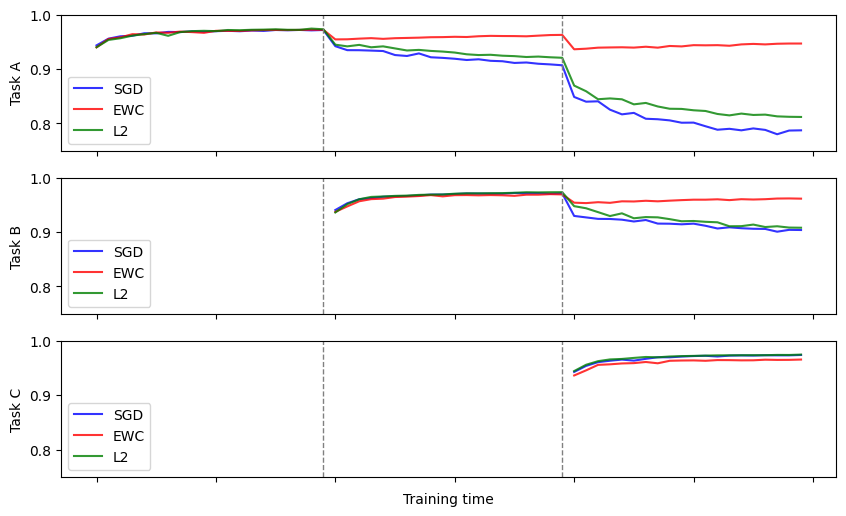 1.0
0.9
0.8
Task A
SGD
EWC
L2
1.0
0.9
0.8
Task B
SGD
EWC
L2
1.0
0.9
0.8
Task C
SGD
EWC
L2
Training time